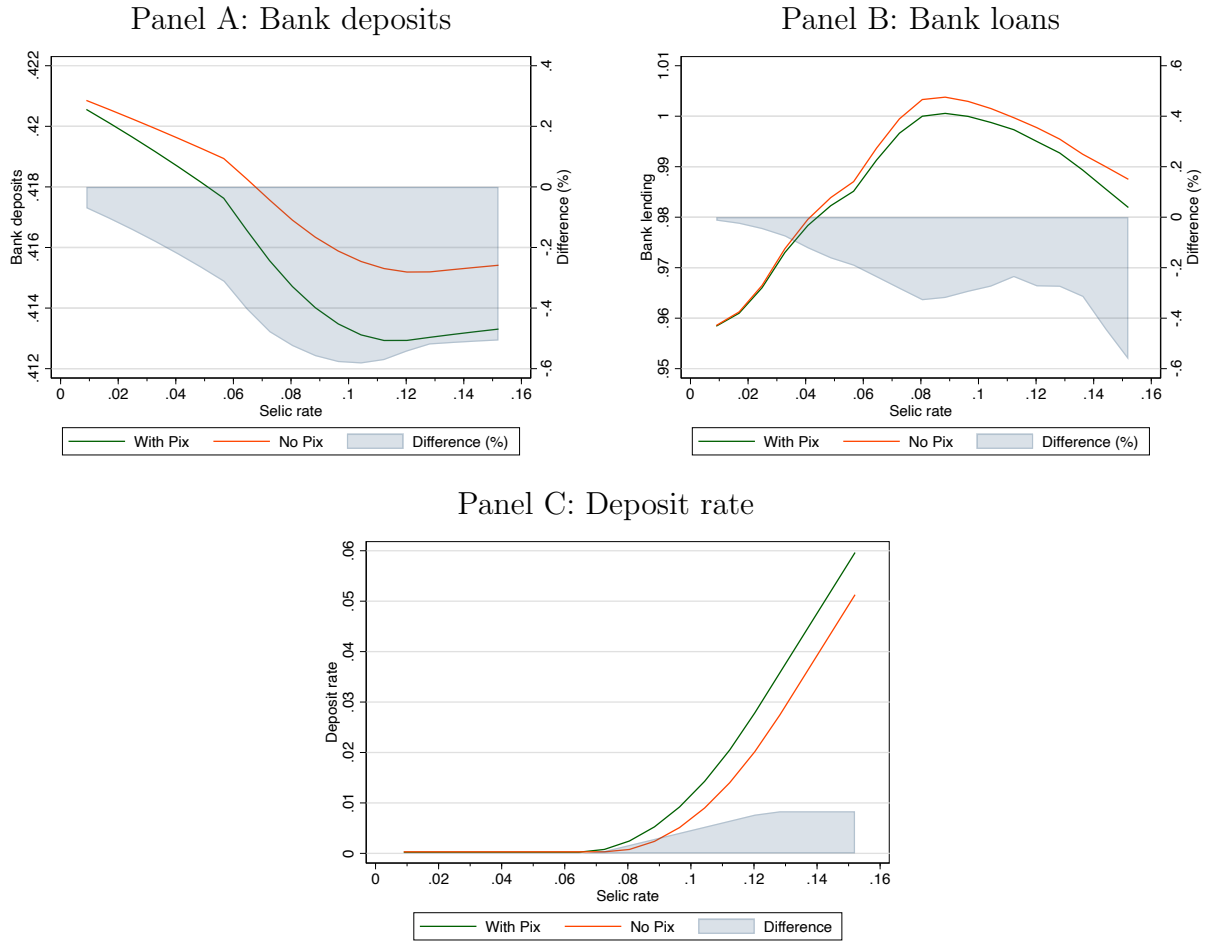 Panel A: Bank deposits
.422
.42
.418
.416
.414
.412
Bank deposits
.4
.2
0
-.2
-.4
-.6
Difference (%)
0 .02 .04 .06 .08 .1 .12 .14 .16
Selic rate
With Pix No Pix Difference (%)
Panel B: Bank loans
1.01
1
.99
.98
.97
.96
.95
Bank lending
.6
.4
.2
0
-.2
-.4
-.6
Difference (%)
0 .02 .04 .06 .08 .1 .12 .14 .16
Selic rate
With Pix No Pix Difference (%)
Panel C: Deposit rate
.06
.05
.04
.03
.02
.01
0
Deposit rate
0 .02 .04 .06 .08 .1 .12 .14 .16
Selic rate
With Pix No Pix Difference